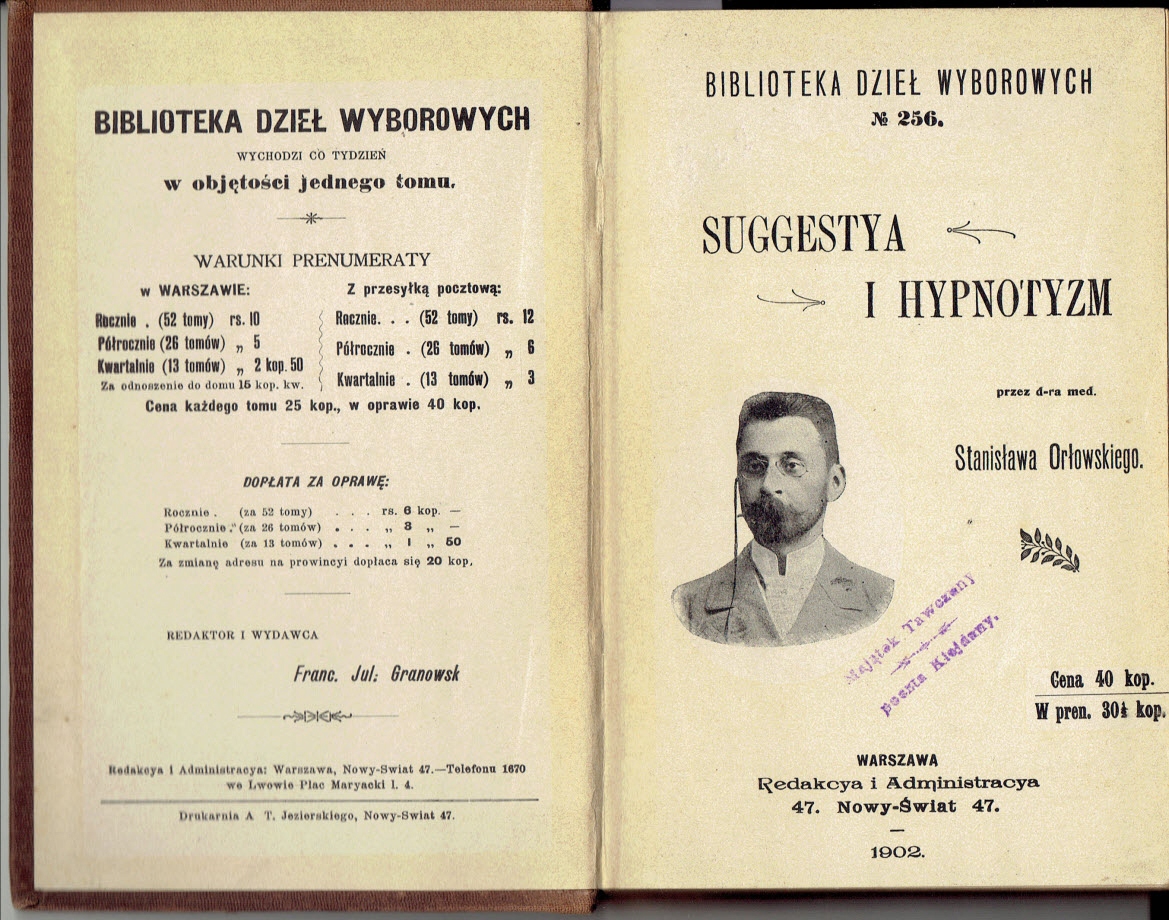 BIBLIOTEKA DZIEŁ WYBOROWYCH
WYCHODZI CO TYDZIEŃ
w objętości jednego tomu.
WARUNKI PRENUMERATY
w WARSZAWIE:
Rocznie . (52 tomy) rs. 10
Półrocznie (26 tomów) „ 5
Kwartalnie (13 tomów) „ 2 kop. 50
Za odnoszenie do domu 15 kop. kw.
Z przesyłką pocztową:
Rocznie. . . (52 tomy) rs. 12
Półrocznie . (26 tomów) „ 6
Kwartalnie . (13 tomów) „ 3
Cena każdego tomu 25 kop., w oprawie 40 kop.
DOPŁATA ZA OPRAWĘ:
Rocznie . (za 52 tomy) . . . rs. 6 kop. —
Półrocznie . (za 26 tomów) . . . „ 3 „ —
Kwartalnie (za 13 tomów) . . . „ 1 „ 50
Za zmianę adresu na prowincyi dopłaca się 20 kop.
REDAKTOR I WYDAWCA
Franc. Jul. Granowsk
Redakcya i Administracya: Warszawa, Nowy-Swiat 47.—Telefonu 1670
we Lwowie Plac Maryacki l. 4.
Drukarnia A T. Jezierskiego, Nowy-Swiat 47.
BIBLIOTEKA DZIEŁ WYBOROWYCH
№ 256.
SUGGESTYA
I HYPNOTYZM
przez d-ra med.
Stanisława Orłowskiego.
Majątek Tawczany
poszta Kiejdany.
Cena 40 kop.
W pren. 30½ kop.
WARSZAWA
Redakcya i Administracya
47. Nowy-Świat 47.
1902.